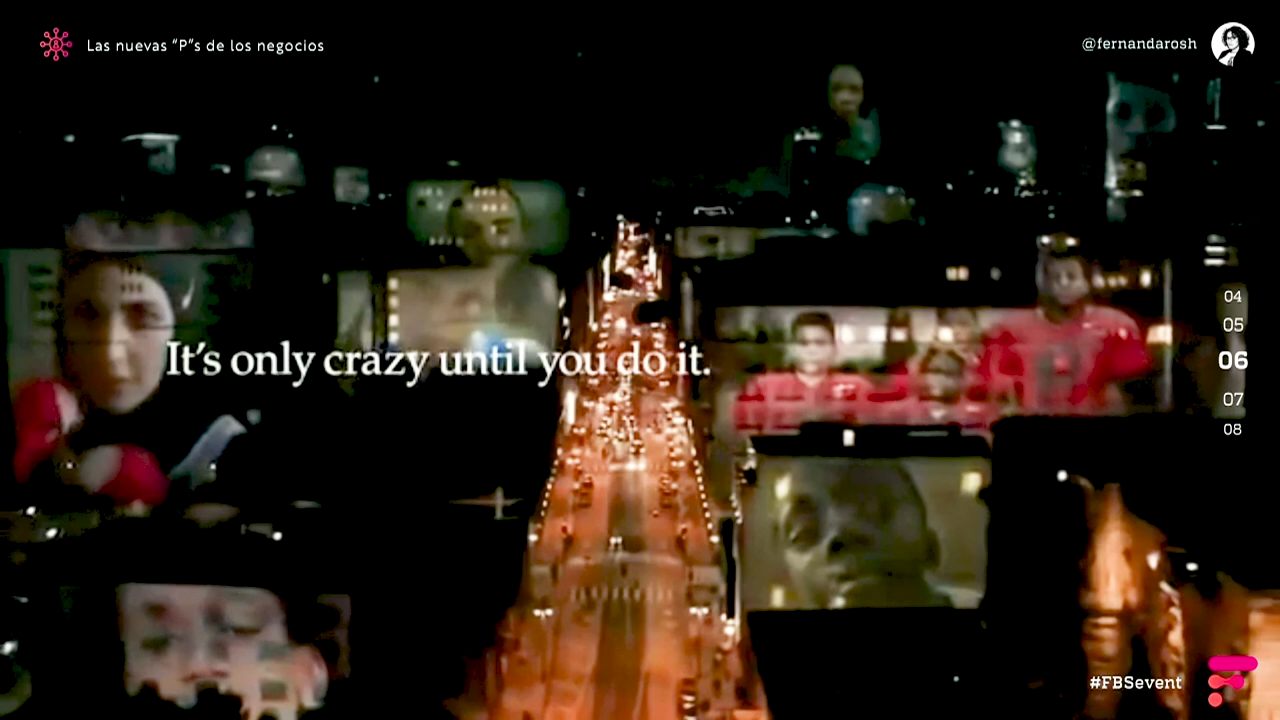 Las nuevas “P”s de los negocios
@fernandarosh
It’s only crazy until you do it.
04
05
06
07
08
#FBSevent